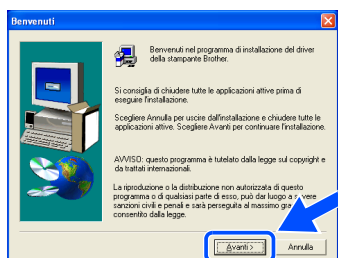 Benvenuti
Benvenuti nel programma di installazione del driver
della stampante Brother.
Si consiglia di chiudere tutte le applicazioni attive prima di
eseguire l'installazione.
Scegliere Annulla per uscire dall'installazione e chiudere tutte le
applicazioni attive. Scegliere Avanti per continuare l'installazione.
AVVISO: questo programma è tutelato dalla legge sul copyright e
da trattati internazionali.
La riproduzione o la distribuzione non autorizzata di questo
programma o di qualsiasi parte di esso, può dar luogo a
sanzioni civili e penali e sarà perseguita al massimo
consentito dalla legge.
Avanti >
Annulla